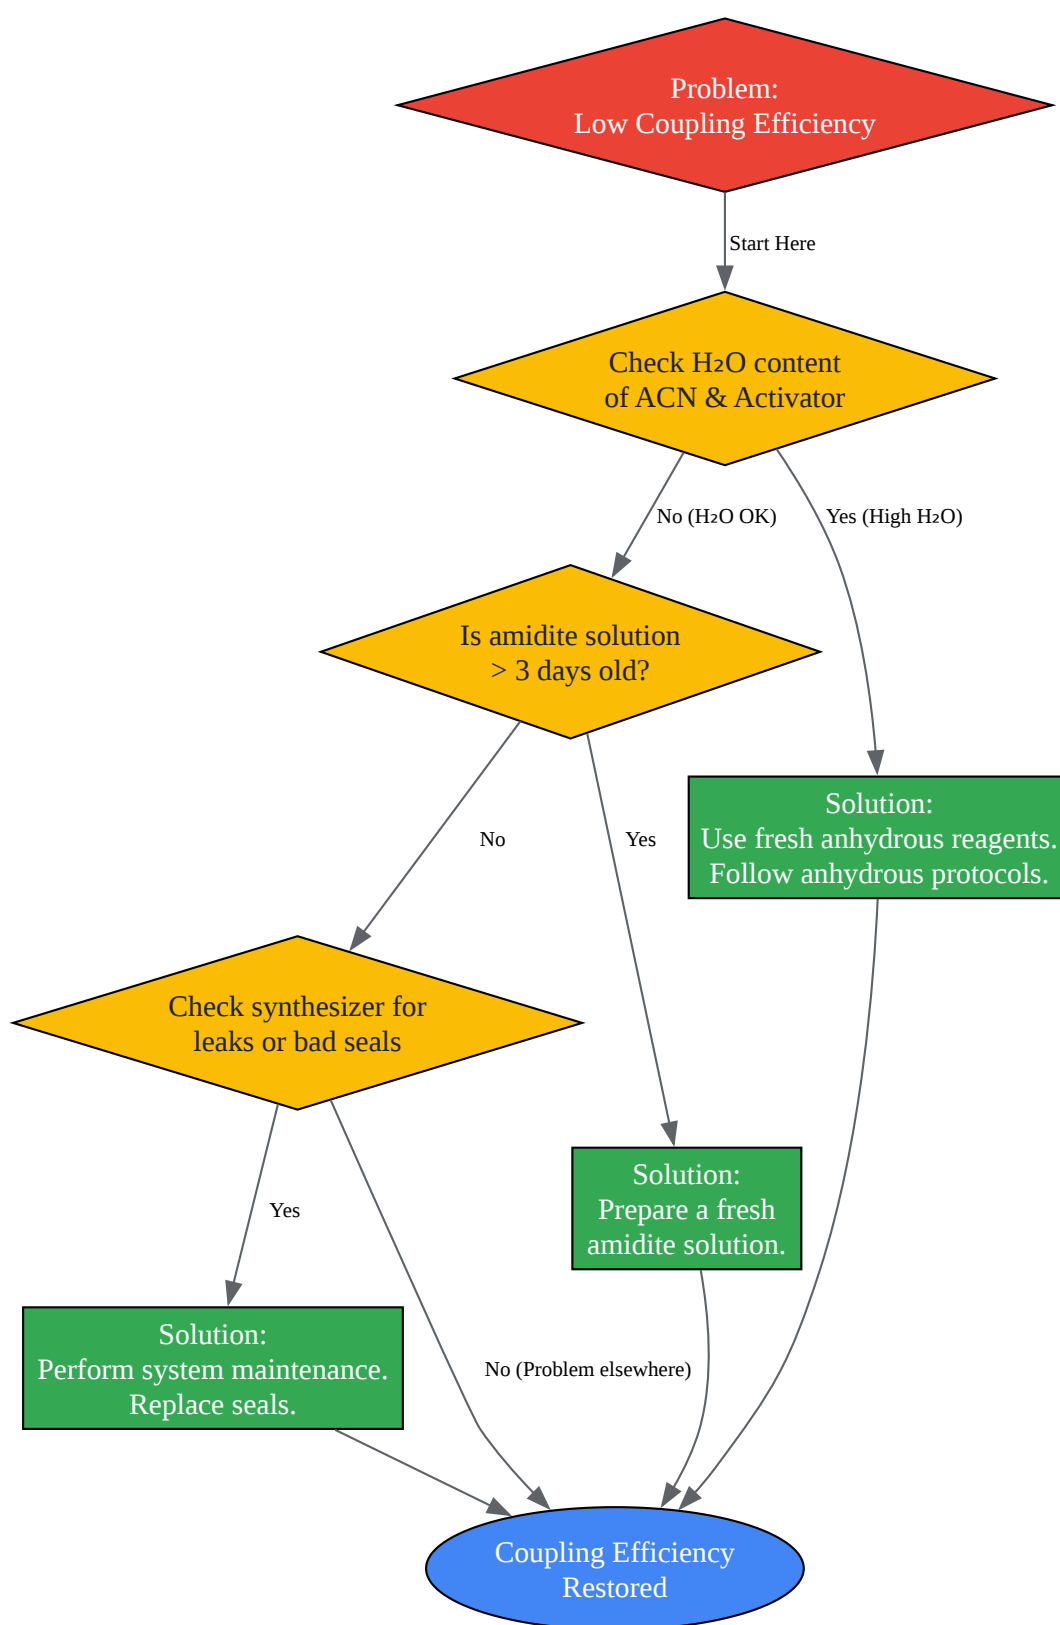 Problem:
Low Coupling Efficiency
Start Here
Check H₂O content
of ACN & Activator
No (H₂O OK)
Yes (High H₂O)
Is amidite solution
> 3 days old?
Solution:
Use fresh anhydrous reagents.
Follow anhydrous protocols.
No
Yes
Check synthesizer for
leaks or bad seals
Solution:
Prepare a fresh
amidite solution.
Yes
Solution:
Perform system maintenance.
Replace seals.
No (Problem elsewhere)
Coupling Efficiency
Restored